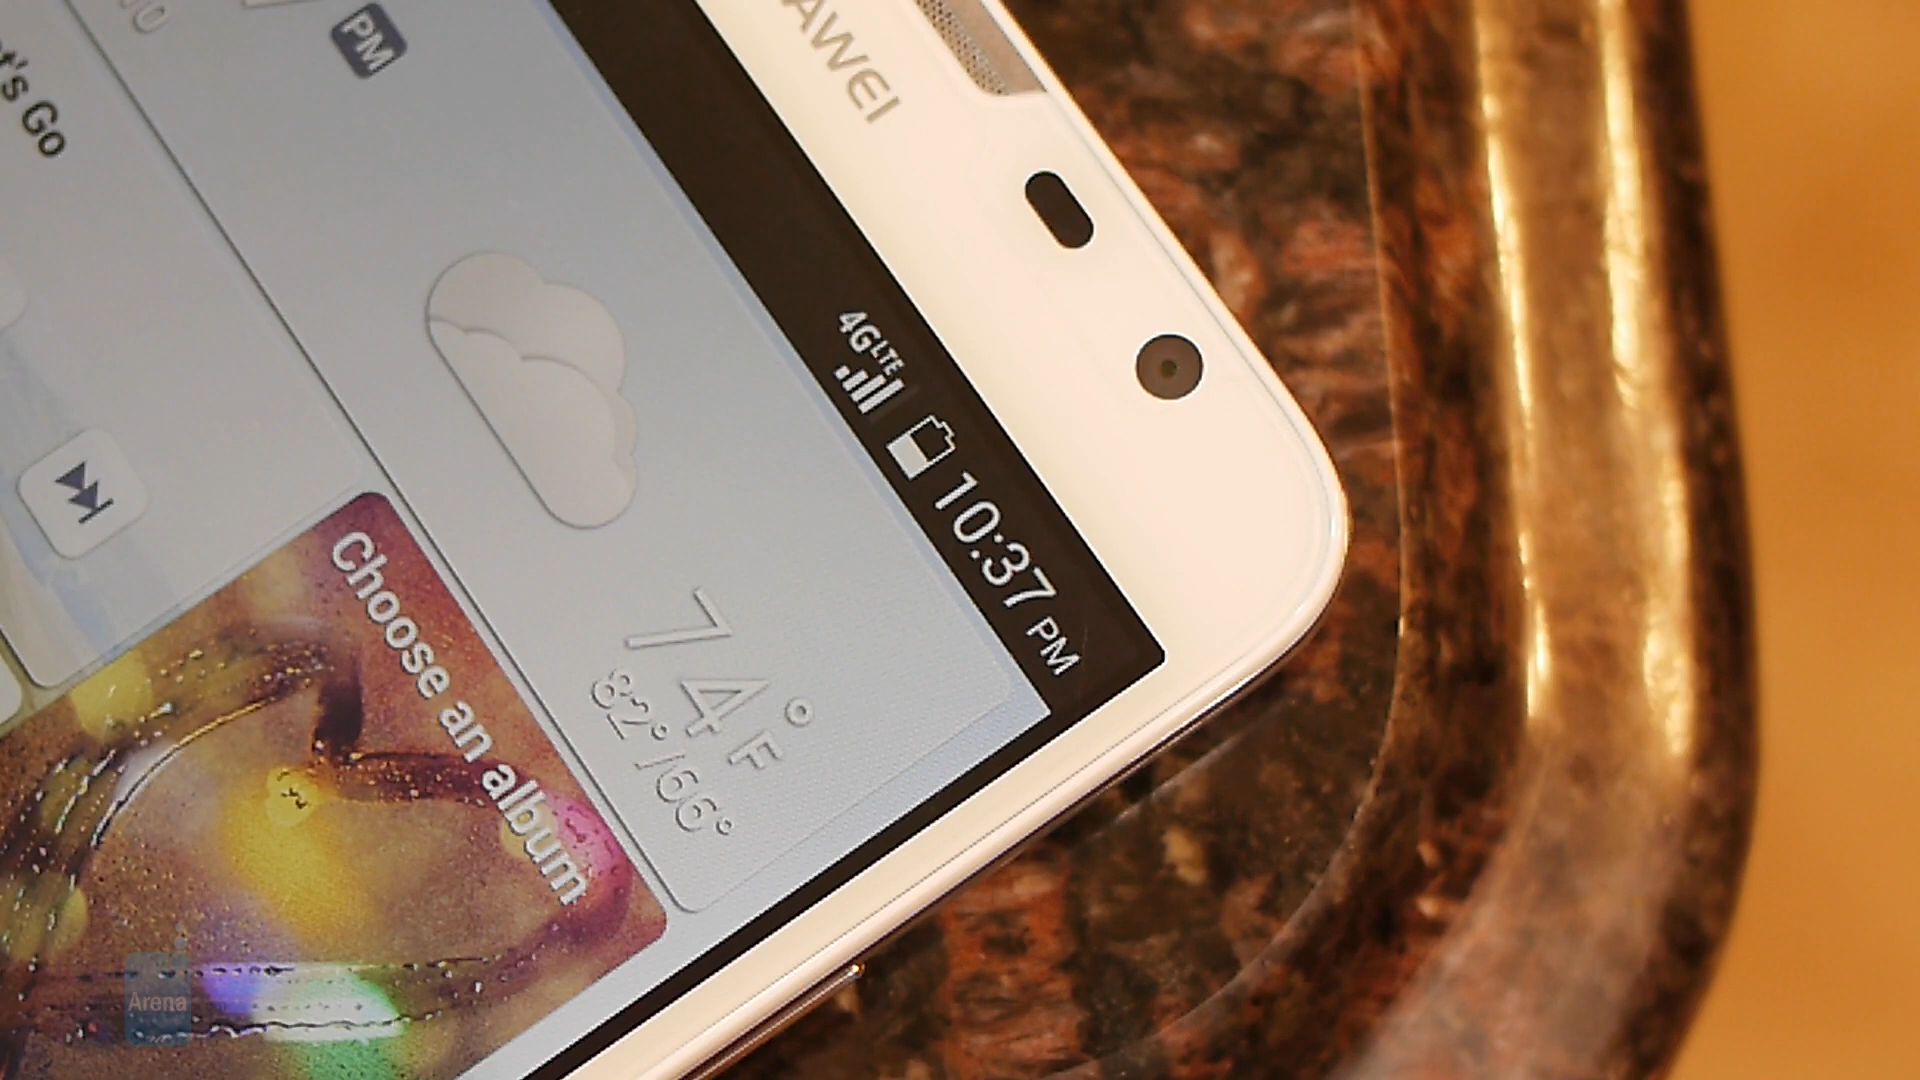 AWEI
4G LTE
10:37 PM
PM
74°F
82°/66°
t's Go
Choose an album
Arena